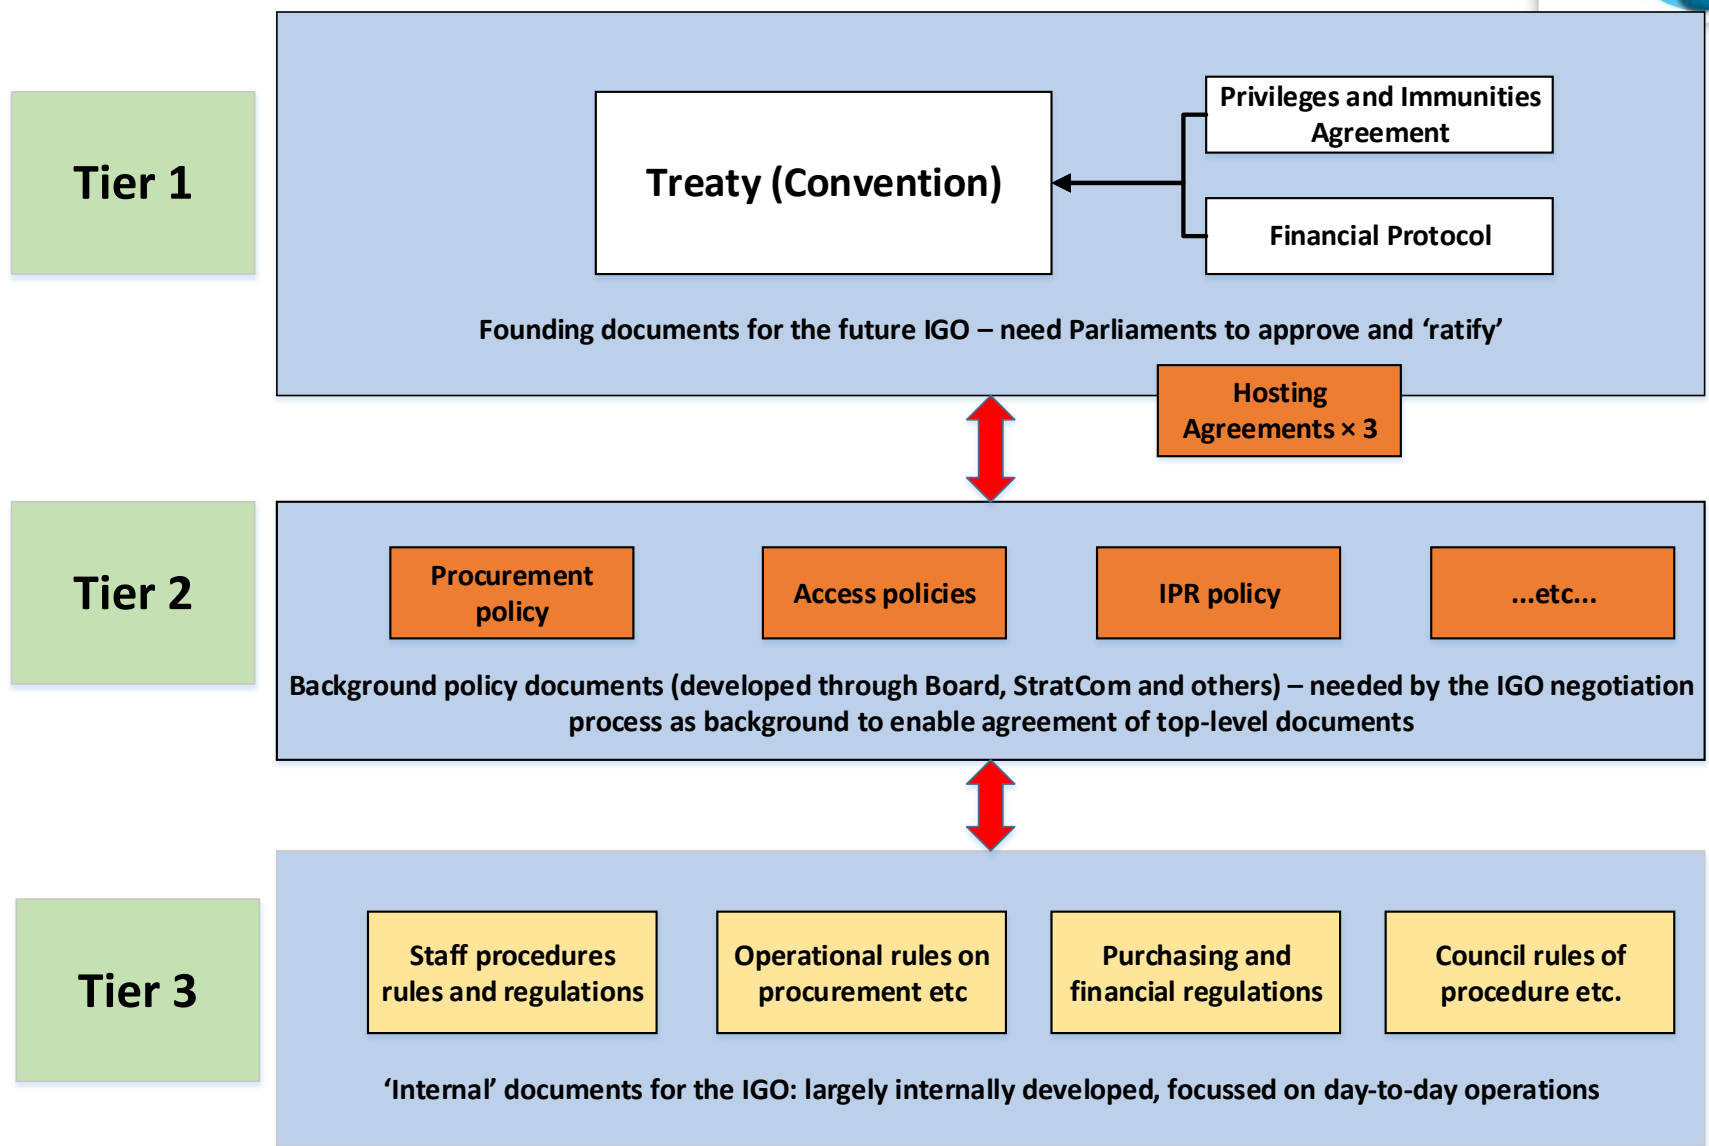 Tier 1
Treaty (Convention)
Privileges and Immunities
Agreement
Financial Protocol
Founding documents for the future IGO – need Parliaments to approve and ‘ratify’
Hosting
Agreements × 3
Tier 2
Procurement
policy
Access policies
IPR policy
...etc...
Background policy documents (developed through Board, StratCom and others) – needed by the IGO negotiation
process as background to enable agreement of top-level documents
Tier 3
Staff procedures
rules and regulations
Operational rules on
procurement etc
Purchasing and
financial regulations
Council rules of
procedure etc.
‘Internal’ documents for the IGO: largely internally developed, focussed on day-to-day operations